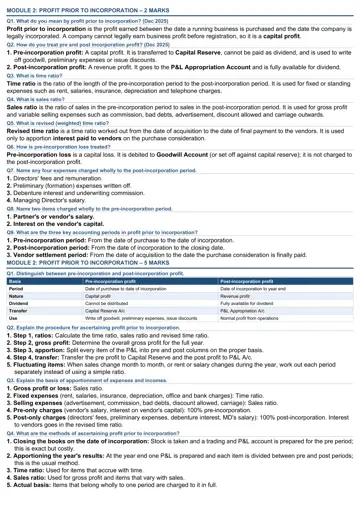 MODULE 2: PROFIT PRIOR TO INCORPORATION – 2 MARKS
Q1. What do you mean by profit prior to incorporation? (Dec 2025)
Profit prior to incorporation is the profit earned between the date a running business is purchased and the date the company is
legally incorporated. A company cannot legally earn business profit before registration, so it is a capital profit.
Q2. How do you treat pre and post incorporation profit? (Dec 2025)
1. Pre-incorporation profit: A capital profit. It is transferred to Capital Reserve, cannot be paid as dividend, and is used to write
off goodwill, preliminary expenses or issue discounts.
2. Post-incorporation profit: A revenue profit. It goes to the P&L Appropriation Account and is fully available for dividend.
Q3. What is time ratio?
Time ratio is the ratio of the length of the pre-incorporation period to the post-incorporation period. It is used for fixed or standing
expenses such as rent, salaries, insurance, depreciation and telephone charges.
Q4. What is sales ratio?
Sales ratio is the ratio of sales in the pre-incorporation period to sales in the post-incorporation period. It is used for gross profit
and variable selling expenses such as commission, bad debts, advertisement, discount allowed and carriage outwards.
Q5. What is revised (weighted) time ratio?
Revised time ratio is a time ratio worked out from the date of acquisition to the date of final payment to the vendors. It is used
only to apportion interest paid to vendors on the purchase consideration.
Q6. How is pre-incorporation loss treated?
Pre-incorporation loss is a capital loss. It is debited to Goodwill Account (or set off against capital reserve); it is not charged to
the post-incorporation profit.
Q7. Name any four expenses charged wholly to the post-incorporation period.
1. Directors' fees and remuneration.
2. Preliminary (formation) expenses written off.
3. Debenture interest and underwriting commission.
4. Managing Director's salary.
Q8. Name two items charged wholly to the pre-incorporation period.
1. Partner's or vendor's salary.
2. Interest on the vendor's capital.
Q9. What are the three key accounting periods in profit prior to incorporation?
1. Pre-incorporation period: From the date of purchase to the date of incorporation.
2. Post-incorporation period: From the date of incorporation to the closing date.
3. Vendor settlement period: From the date of acquisition to the date the purchase consideration is finally paid.
MODULE 2: PROFIT PRIOR TO INCORPORATION – 5 MARKS
Q1. Distinguish between pre-incorporation and post-incorporation profit.
Basis Pre-incorporation profit Post-incorporation profit
Period Date of purchase to date of incorporation Date of incorporation to year end
Nature Capital profit Revenue profit
Dividend Cannot be distributed Fully available for dividend
Transfer Capital Reserve A/c P&L Appropriation A/c
Use Write off goodwill, preliminary expenses, issue discounts Normal profit from operations
Q2. Explain the procedure for ascertaining profit prior to incorporation.
1. Step 1, ratios: Calculate the time ratio, sales ratio and revised time ratio.
2. Step 2, gross profit: Determine the overall gross profit for the full year.
3. Step 3, apportion: Split every item of the P&L into pre and post columns on the proper basis.
4. Step 4, transfer: Transfer the pre profit to Capital Reserve and the post profit to P&L A/c.
5. Fluctuating items: When sales change month to month, or rent or salary changes during the year, work out each period
separately instead of using a simple ratio.
Q3. Explain the basis of apportionment of expenses and incomes.
1. Gross profit or loss: Sales ratio.
2. Fixed expenses (rent, salaries, insurance, depreciation, office and bank charges): Time ratio.
3. Selling expenses (advertisement, commission, bad debts, discount allowed, carriage): Sales ratio.
4. Pre-only charges (vendor's salary, interest on vendor's capital): 100% pre-incorporation.
5. Post-only charges (directors' fees, preliminary expenses, debenture interest, MD's salary): 100% post-incorporation. Interest
to vendors goes in the revised time ratio.
Q4. What are the methods of ascertaining profit prior to incorporation?
1. Closing the books on the date of incorporation: Stock is taken and a trading and P&L account is prepared for the pre period;
this is exact but costly.
2. Apportioning the year's results: At the year end one P&L is prepared and each item is divided between pre and post periods;
this is the usual method.
3. Time ratio: Used for items that accrue with time.
4. Sales ratio: Used for gross profit and items that vary with sales.
5. Actual basis: Items that belong wholly to one period are charged to it in full.